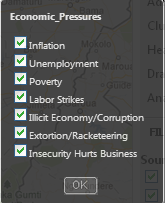 Economic_Pressures
Inflation
Unemployment
Poverty
Labor Strikes
Illicit Economy/Corruption
Extortion/Racketeering
Insecurity Hurts Business
OK